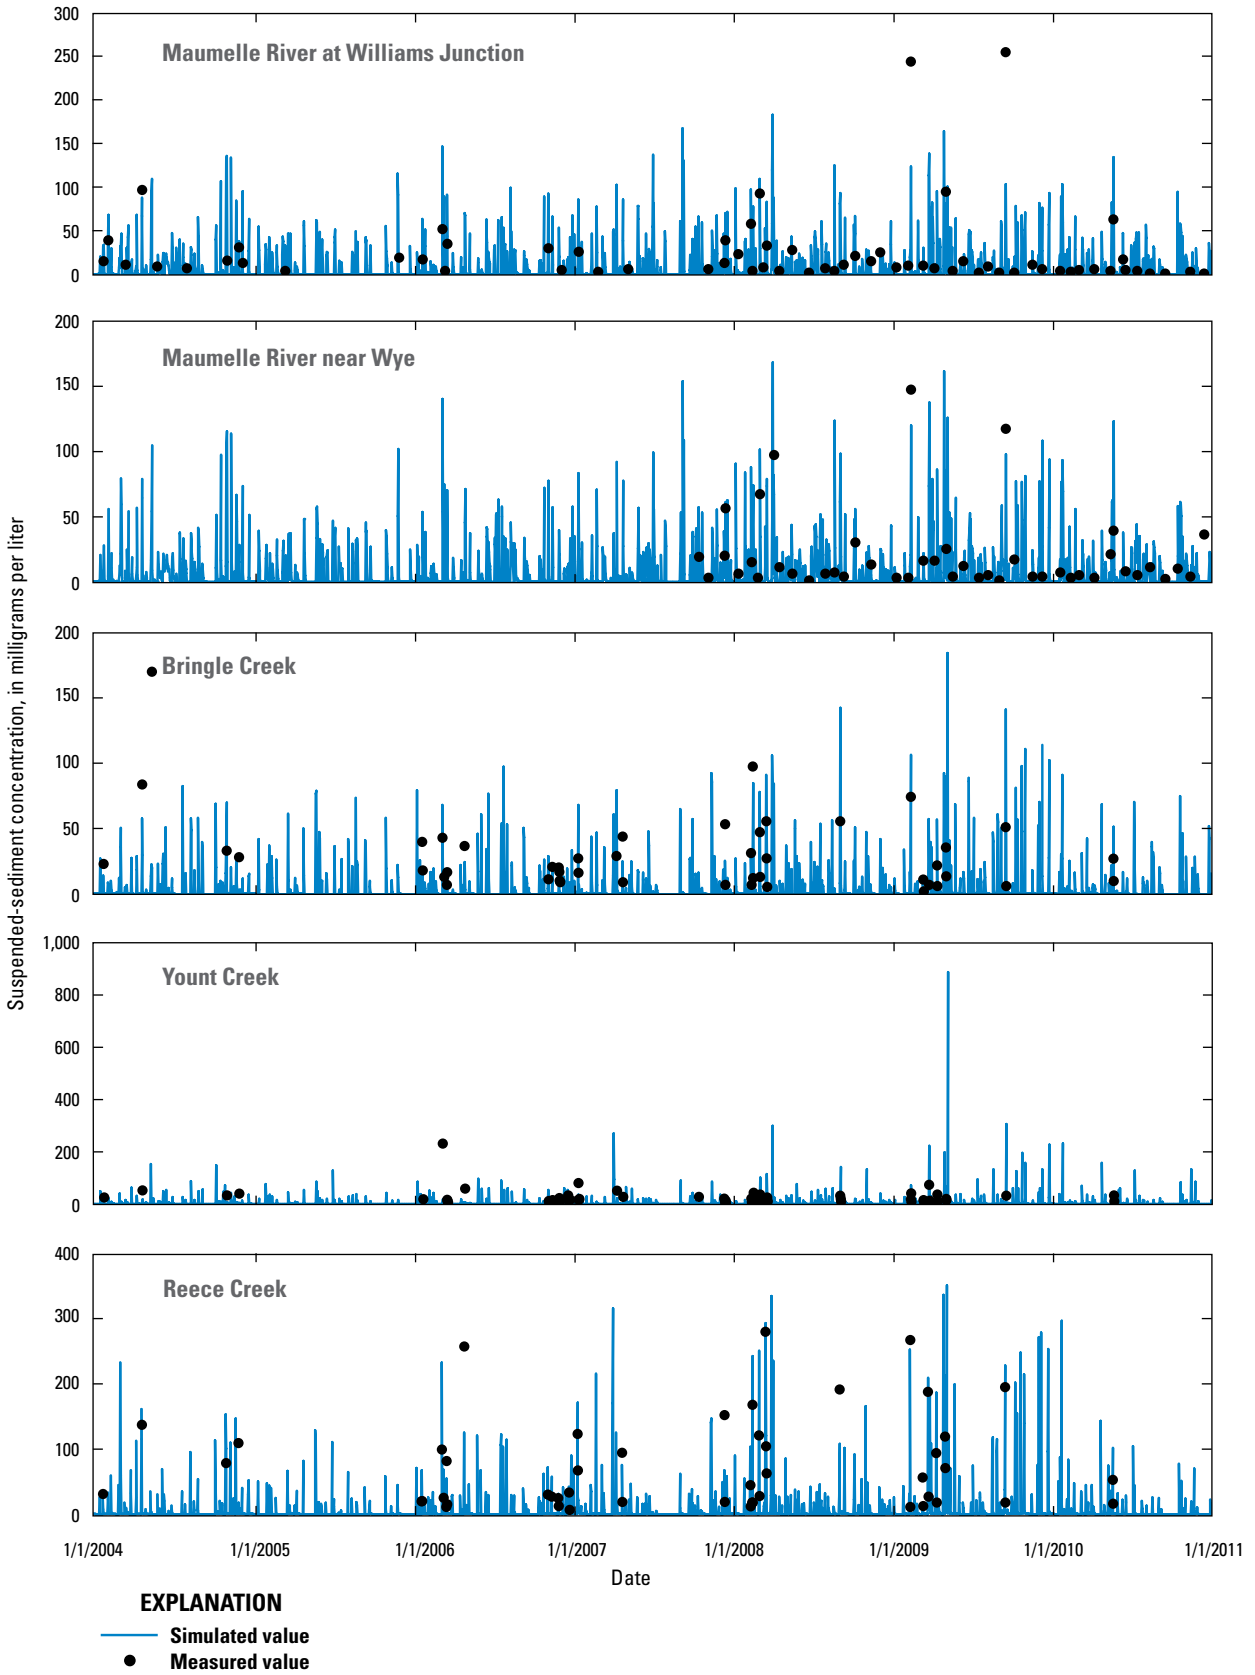 Suspended-sediment concentration, in milligrams per liter
300
250
200
150
100
50
0
Maumelle River at Williams Junction
200
150
100
50
0
Maumelle River near Wye
200
150
100
50
0
Bringle Creek
1,000
800
600
400
200
0
Yount Creek
400
300
200
100
0
Reece Creek
1/1/2004 1/1/2005 1/1/2006 1/1/2007 1/1/2008 1/1/2009 1/1/2010 1/1/2011
Date
EXPLANATION
Simulated value
Measured value